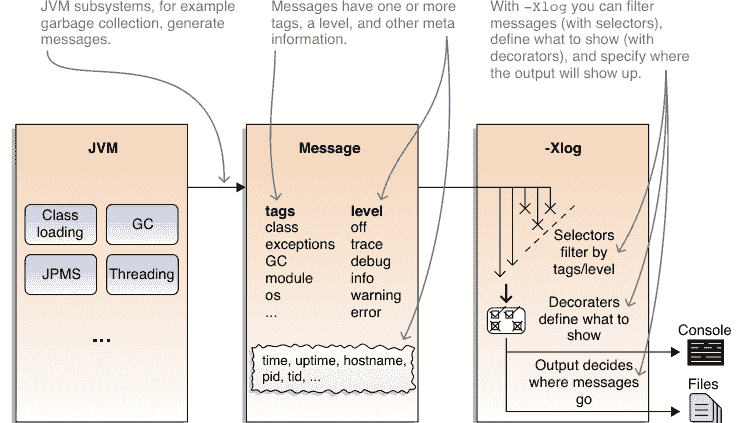 JVM subsystems, for example
garbage collection, generate
messages.
Messages have one or more
tags, a level, and other meta
information.
With -Xlog you can filter
messages (with selectors),
define what to show (with
decorators), and specify where
the output will show up.
JVM
Class
loading
GC
JPMS
Threading
...
Message
tags
class
exceptions
GC
module
os
...
level
off
trace
debug
info
warning
error
time, uptime, hostname,
pid, tid, ...
-Xlog
Selectors
filter by
tags/level
Decoraters
define what to
show
Output decides
where messages
go
Console
Files